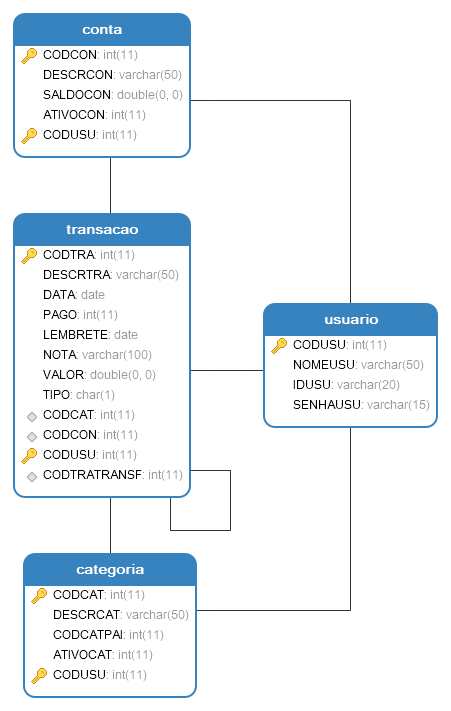 conta
CODCON: int(11)
DESCRCON: varchar(50)
SALDOCON: double(0, 0)
ATIVOCON: int(11)
CODUSU: int(11)
transacao
CODTRA: int(11)
DESCRTRA: varchar(50)
DATA: date
PAGO: int(11)
LEMBRETE: date
NOTA: varchar(100)
VALOR: double(0, 0)
TIPO: char(1)
CODCAT: int(11)
CODCON: int(11)
CODUSU: int(11)
CODTRATRANSF: int(11)
usuario
CODUSU: int(11)
NOMEUSU: varchar(50)
IDUSU: varchar(20)
SENHAUSU: varchar(15)
categoria
CODCAT: int(11)
DESCRCAT: varchar(50)
CODCATPAI: int(11)
ATIVOCAT: int(11)
CODUSU: int(11)